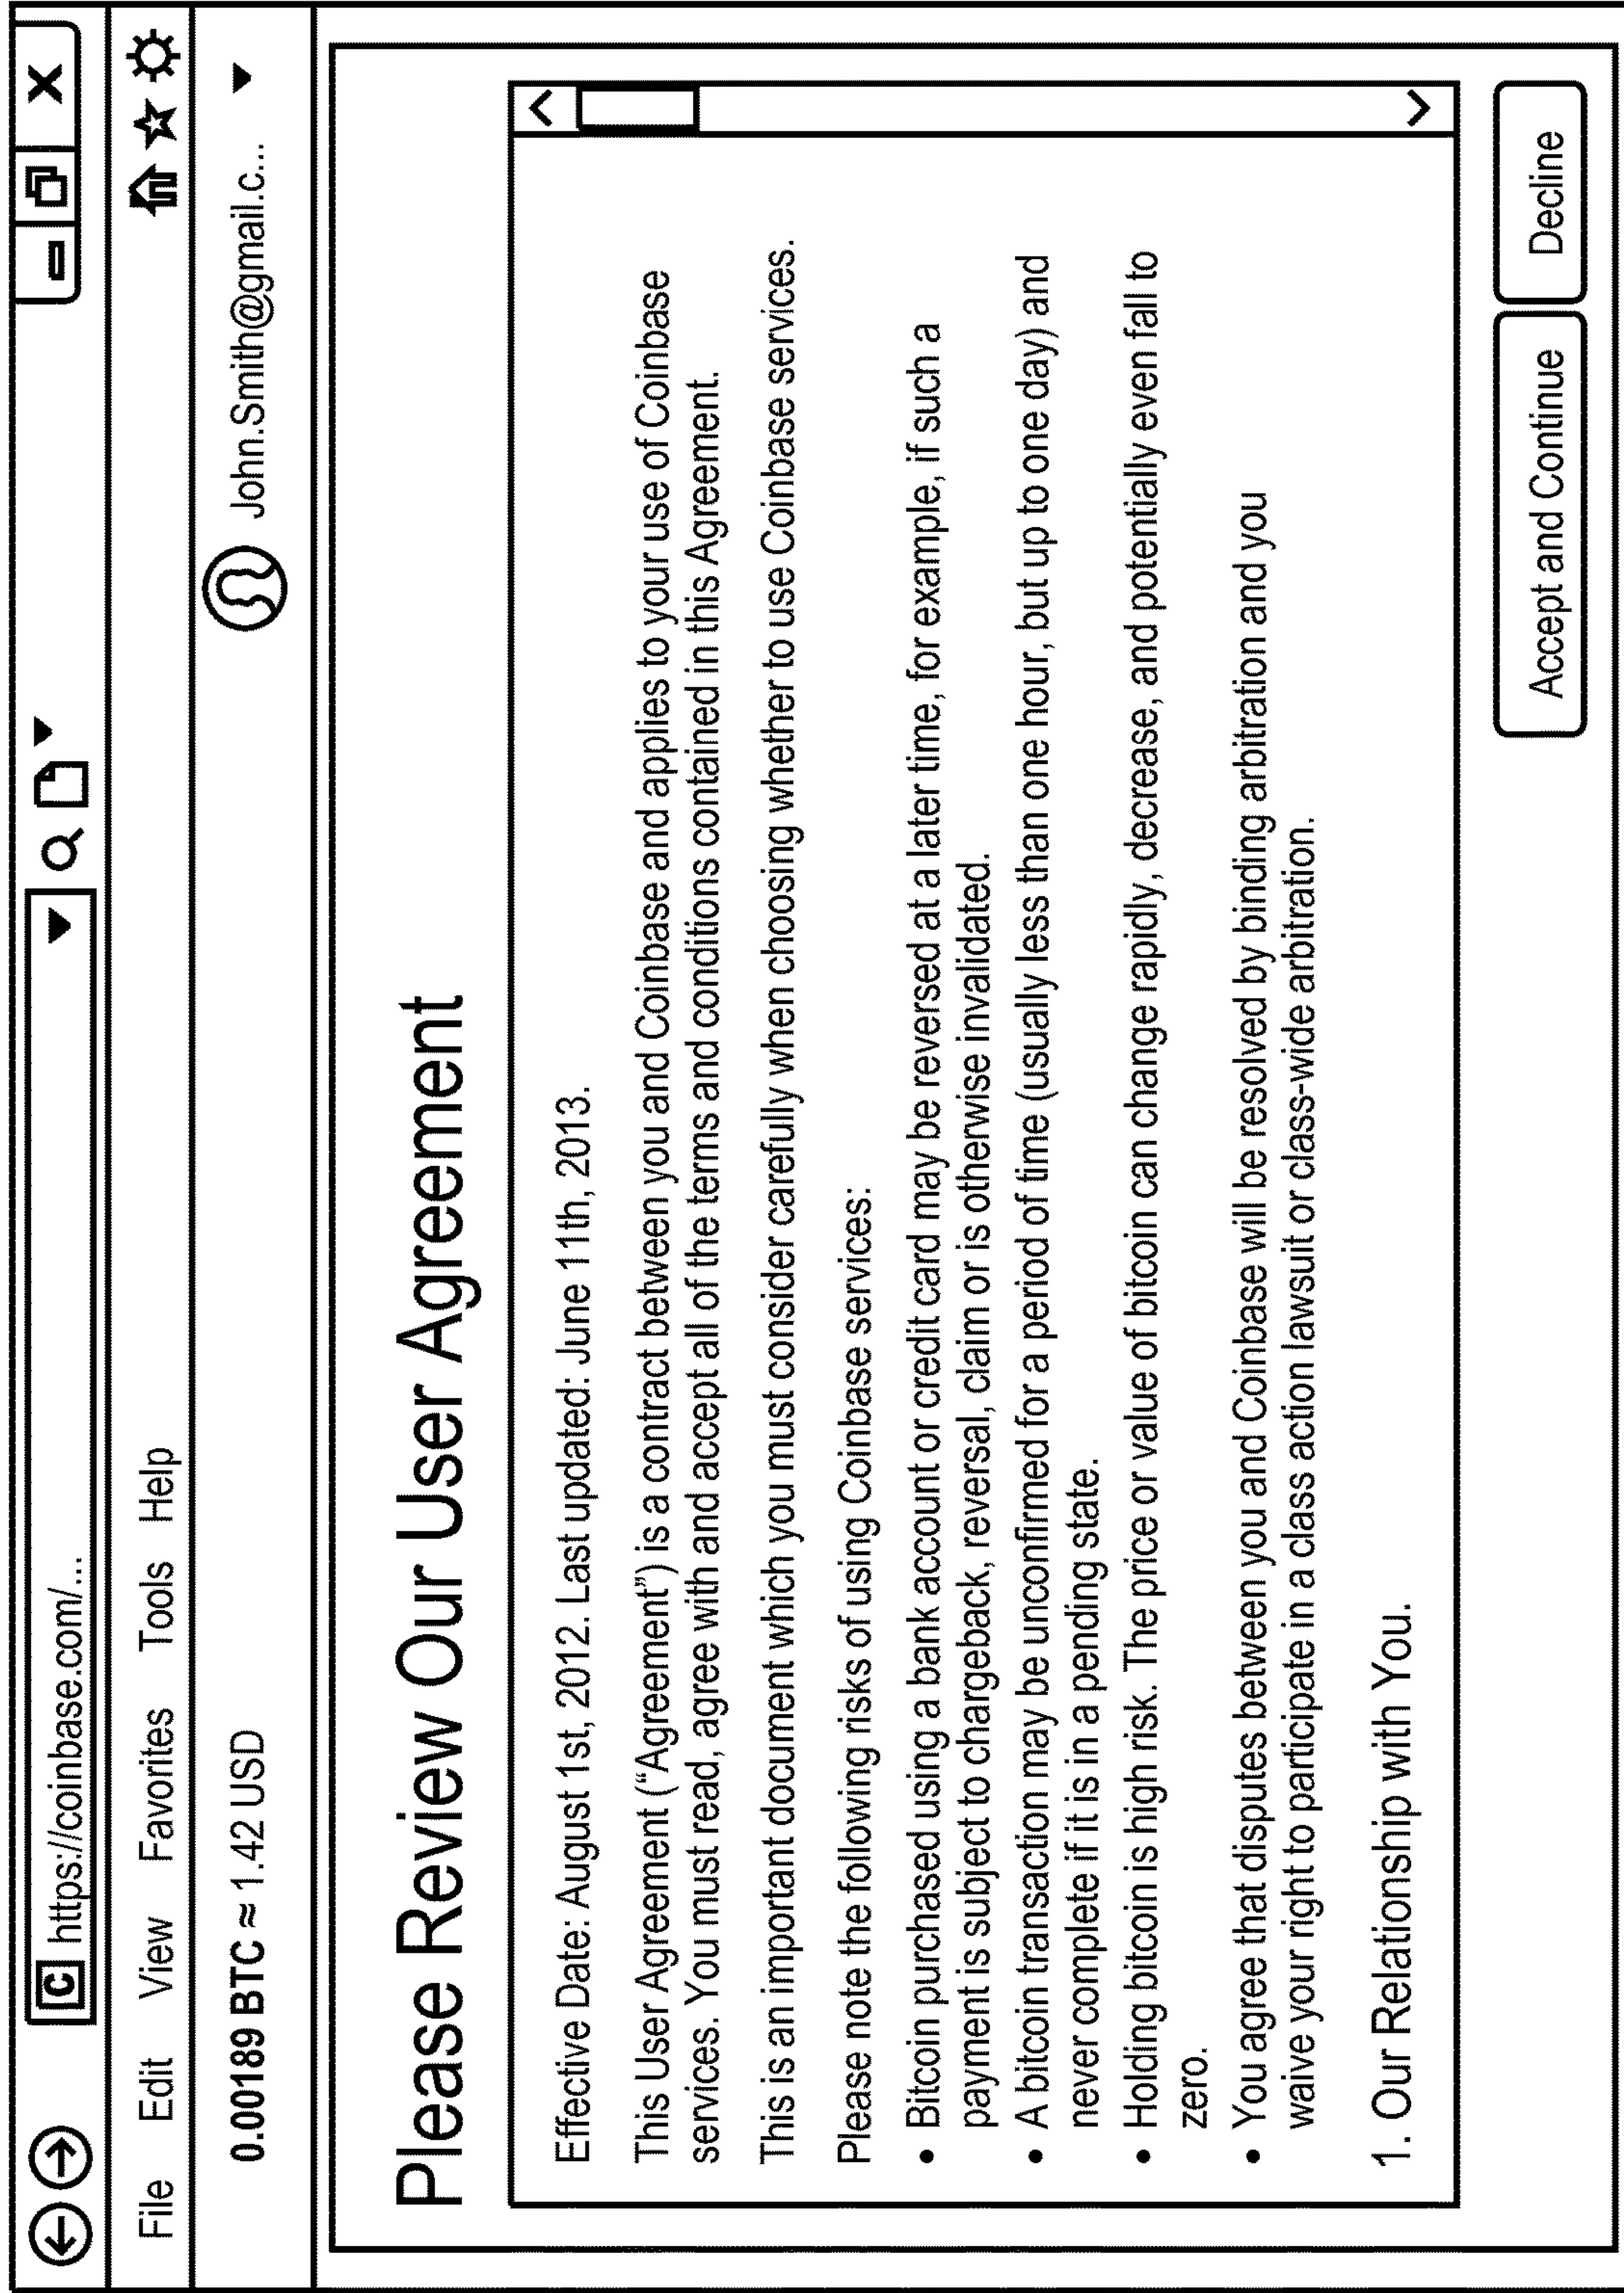 C https://coinbase.com/...
X
File Edit View Favorites Tools Help
0.00189 BTC ≈ 1.42 USD
John.Smith@gmail.c...
Please Review Our User Agreement
Effective Date: August 1st, 2012. Last updated: June 11th, 2013.
This User Agreement (“Agreement”) is a contract between you and Coinbase and applies to your use of Coinbase
services. You must read, agree with and accept all of the terms and conditions contained in this Agreement.
This is an important document which you must consider carefully when choosing whether to use Coinbase services.
Please note the following risks of using Coinbase services:
• Bitcoin purchased using a bank account or credit card may be reversed at a later time, for example, if such a
payment is subject to chargeback, reversal, claim or is otherwise invalidated.
• A bitcoin transaction may be unconfirmed for a period of time (usually less than one hour, but up to one day) and
never complete if it is in a pending state.
• Holding bitcoin is high risk. The price or value of bitcoin can change rapidly, decrease, and potentially even fall to
zero.
• You agree that disputes between you and Coinbase will be resolved by binding arbitration and you
waive your right to participate in a class action lawsuit or class-wide arbitration.
1. Our Relationship with You.
Accept and Continue
Decline